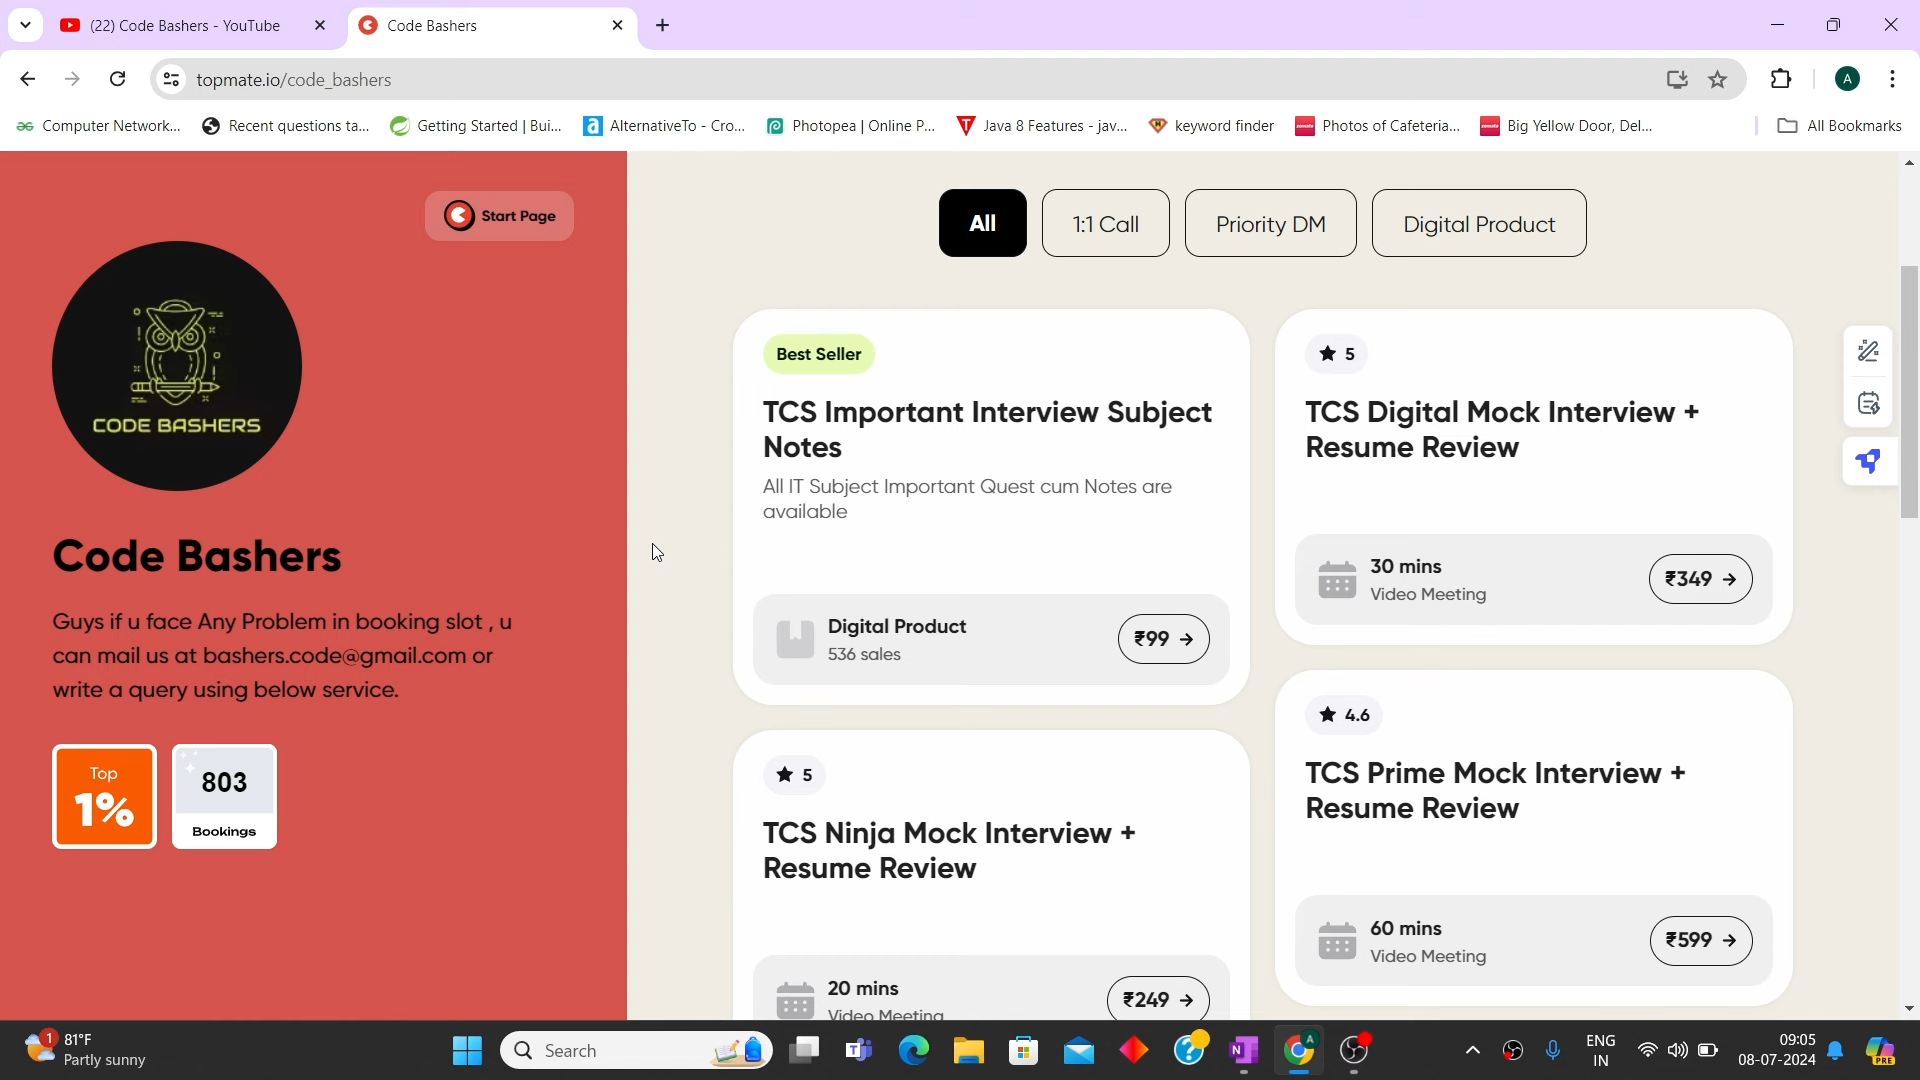 (22) Code Bashers - YouTube
Code Bashers
topmate.io/code_bashers
A
Computer Network...
Recent questions ta...
Getting Started | Bui...
AlternativeTo - Cro...
Photopea | Online P...
Java 8 Features - jav...
keyword finder
Photos of Cafeteria...
Big Yellow Door, Del...
All Bookmarks
Start Page
CODE BASHERS
Code Bashers
Guys if u face Any Problem in booking slot , u
can mail us at bashers.code@gmail.com or
write a query using below service.
Top
1%
803
Bookings
All
1:1 Call
Priority DM
Digital Product
Best Seller
TCS Important Interview Subject
Notes
All IT Subject Important Quest cum Notes are
available
Digital Product
536 sales
₹99 →
5
TCS Digital Mock Interview +
Resume Review
30 mins
Video Meeting
₹349 →
5
TCS Ninja Mock Interview +
Resume Review
20 mins
Video Meeting
₹249 →
4.6
TCS Prime Mock Interview +
Resume Review
60 mins
Video Meeting
₹599 →
1
81°F
Partly sunny
Search
ENG
IN
09:05
08-07-2024
PRE